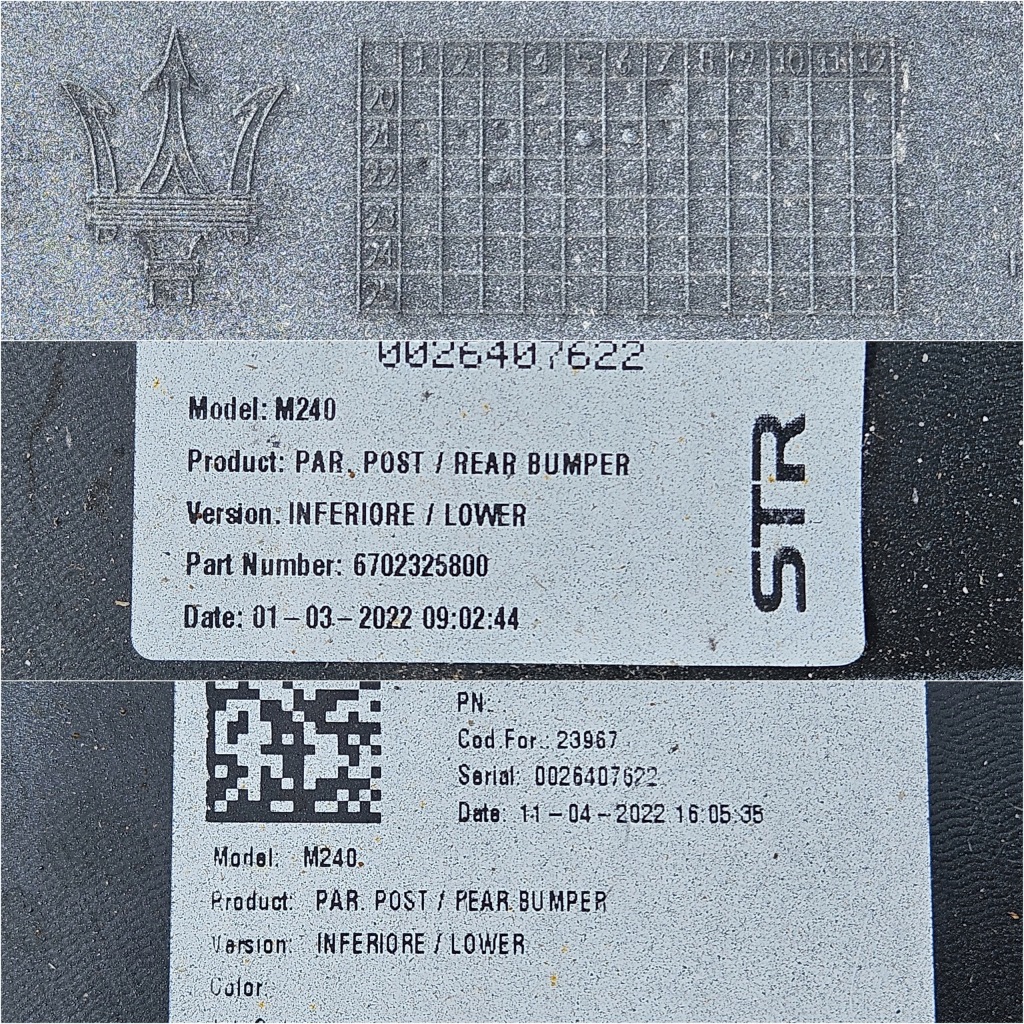 1 2 3 4 5 6 7 8 9 10 11 12
20
21
22
23
24
25
0026407622
Model: M240
Product: PAR. POST / REAR BUMPER
Version: INFERIORE / LOWER
Part Number: 6702325800
Date: 01-03-2022 09:02:44
STR
PN:
Cod.For.: 23967
Serial: 0026407622
Date: 11-04-2022 16:05:35
Model: M240.
Product: PAR. POST / REAR BUMPER
Version: INFERIORE / LOWER
Color: